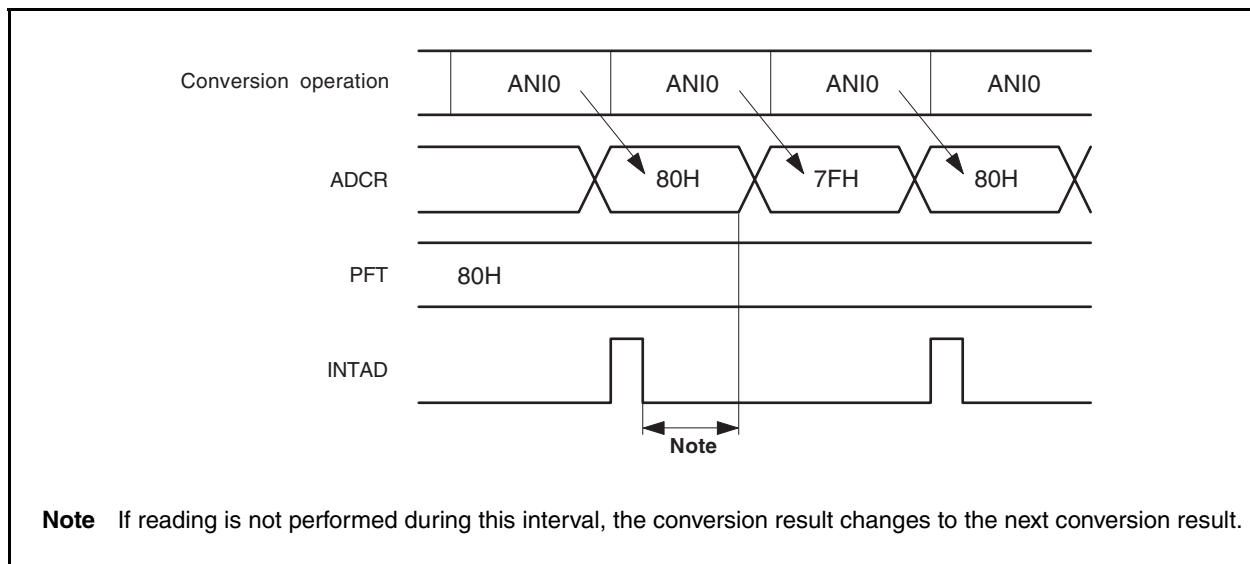 Conversion operation ANI0 ANI0 ANI0 ANI0
ADCR 80H 7FH 80H
PFT 80H
INTAD
Note
Note If reading is not performed during this interval, the conversion result changes to the next conversion result.